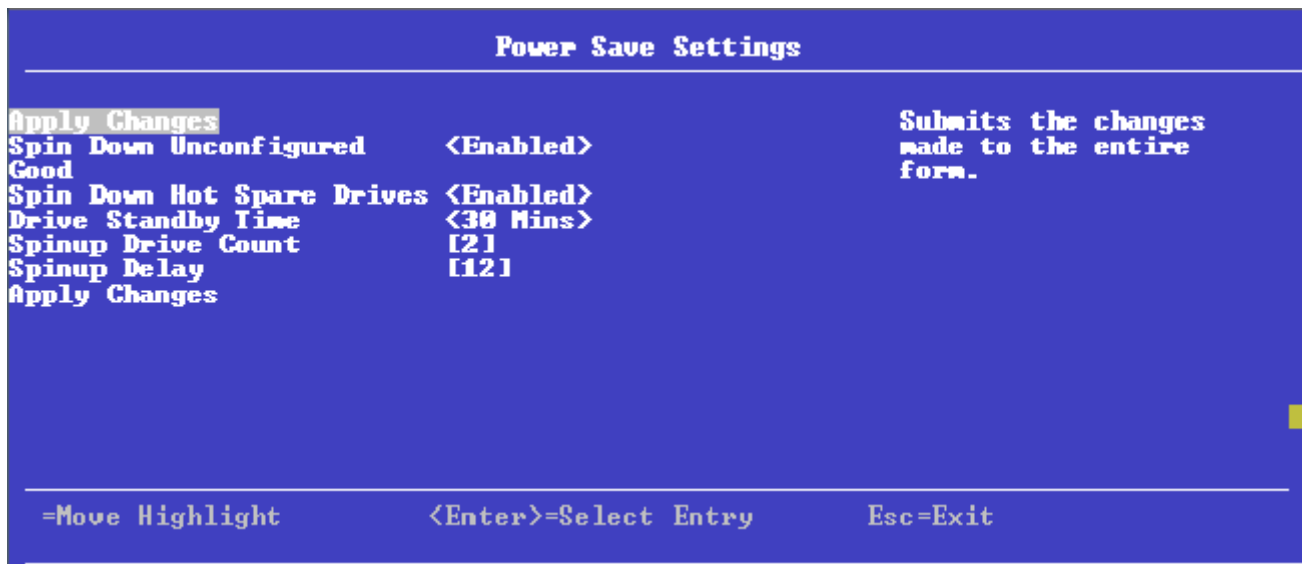 Power Save Settings
Apply Changes
Submits the changes
Spin Down Unconfigured <Enabled>
made to the entire
Good
form.
Spin Down Hot Spare Drives <Enabled>
Drive Standby Time <30 Mins>
Spinup Drive Count [2]
Spinup Delay [12]
Apply Changes
=Move Highlight <Enter>=Select Entry Esc=Exit